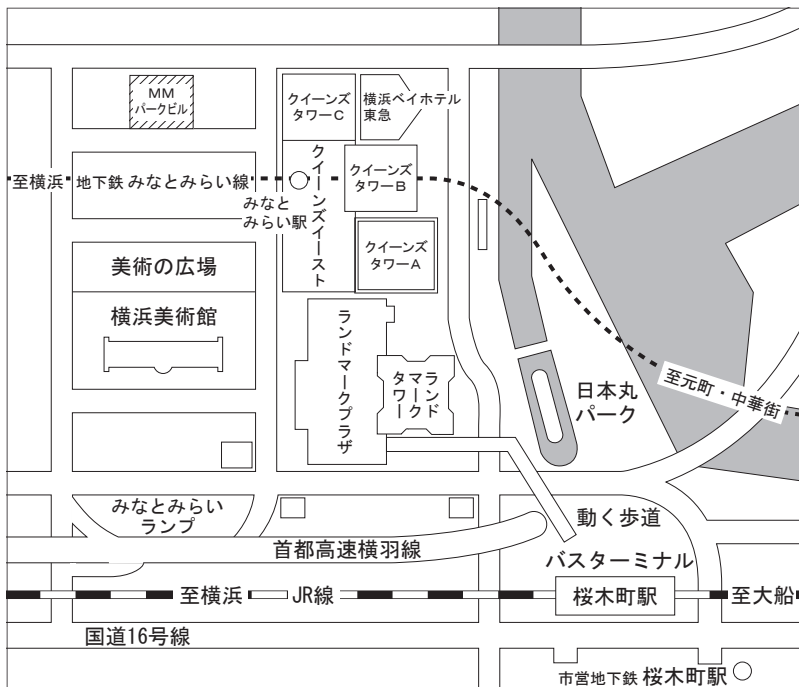 MM
パークビル
クイーンズ
タワーC
横浜ベイホテル
東急
至横浜
地下鉄 みなとみらい線
みなと
みらい駅
クイーンズイースト
クイーンズ
タワーB
クイーンズ
タワーA
美術の広場
横浜美術館
ランドマークプラザ
ランド
マーク
タワー
日本丸
パーク
至元町・中華街
みなとみらい
ランプ
動く歩道
首都高速横羽線
バスターミナル
至横浜
JR線
桜木町駅
至大船
国道16号線
市営地下鉄 桜木町駅